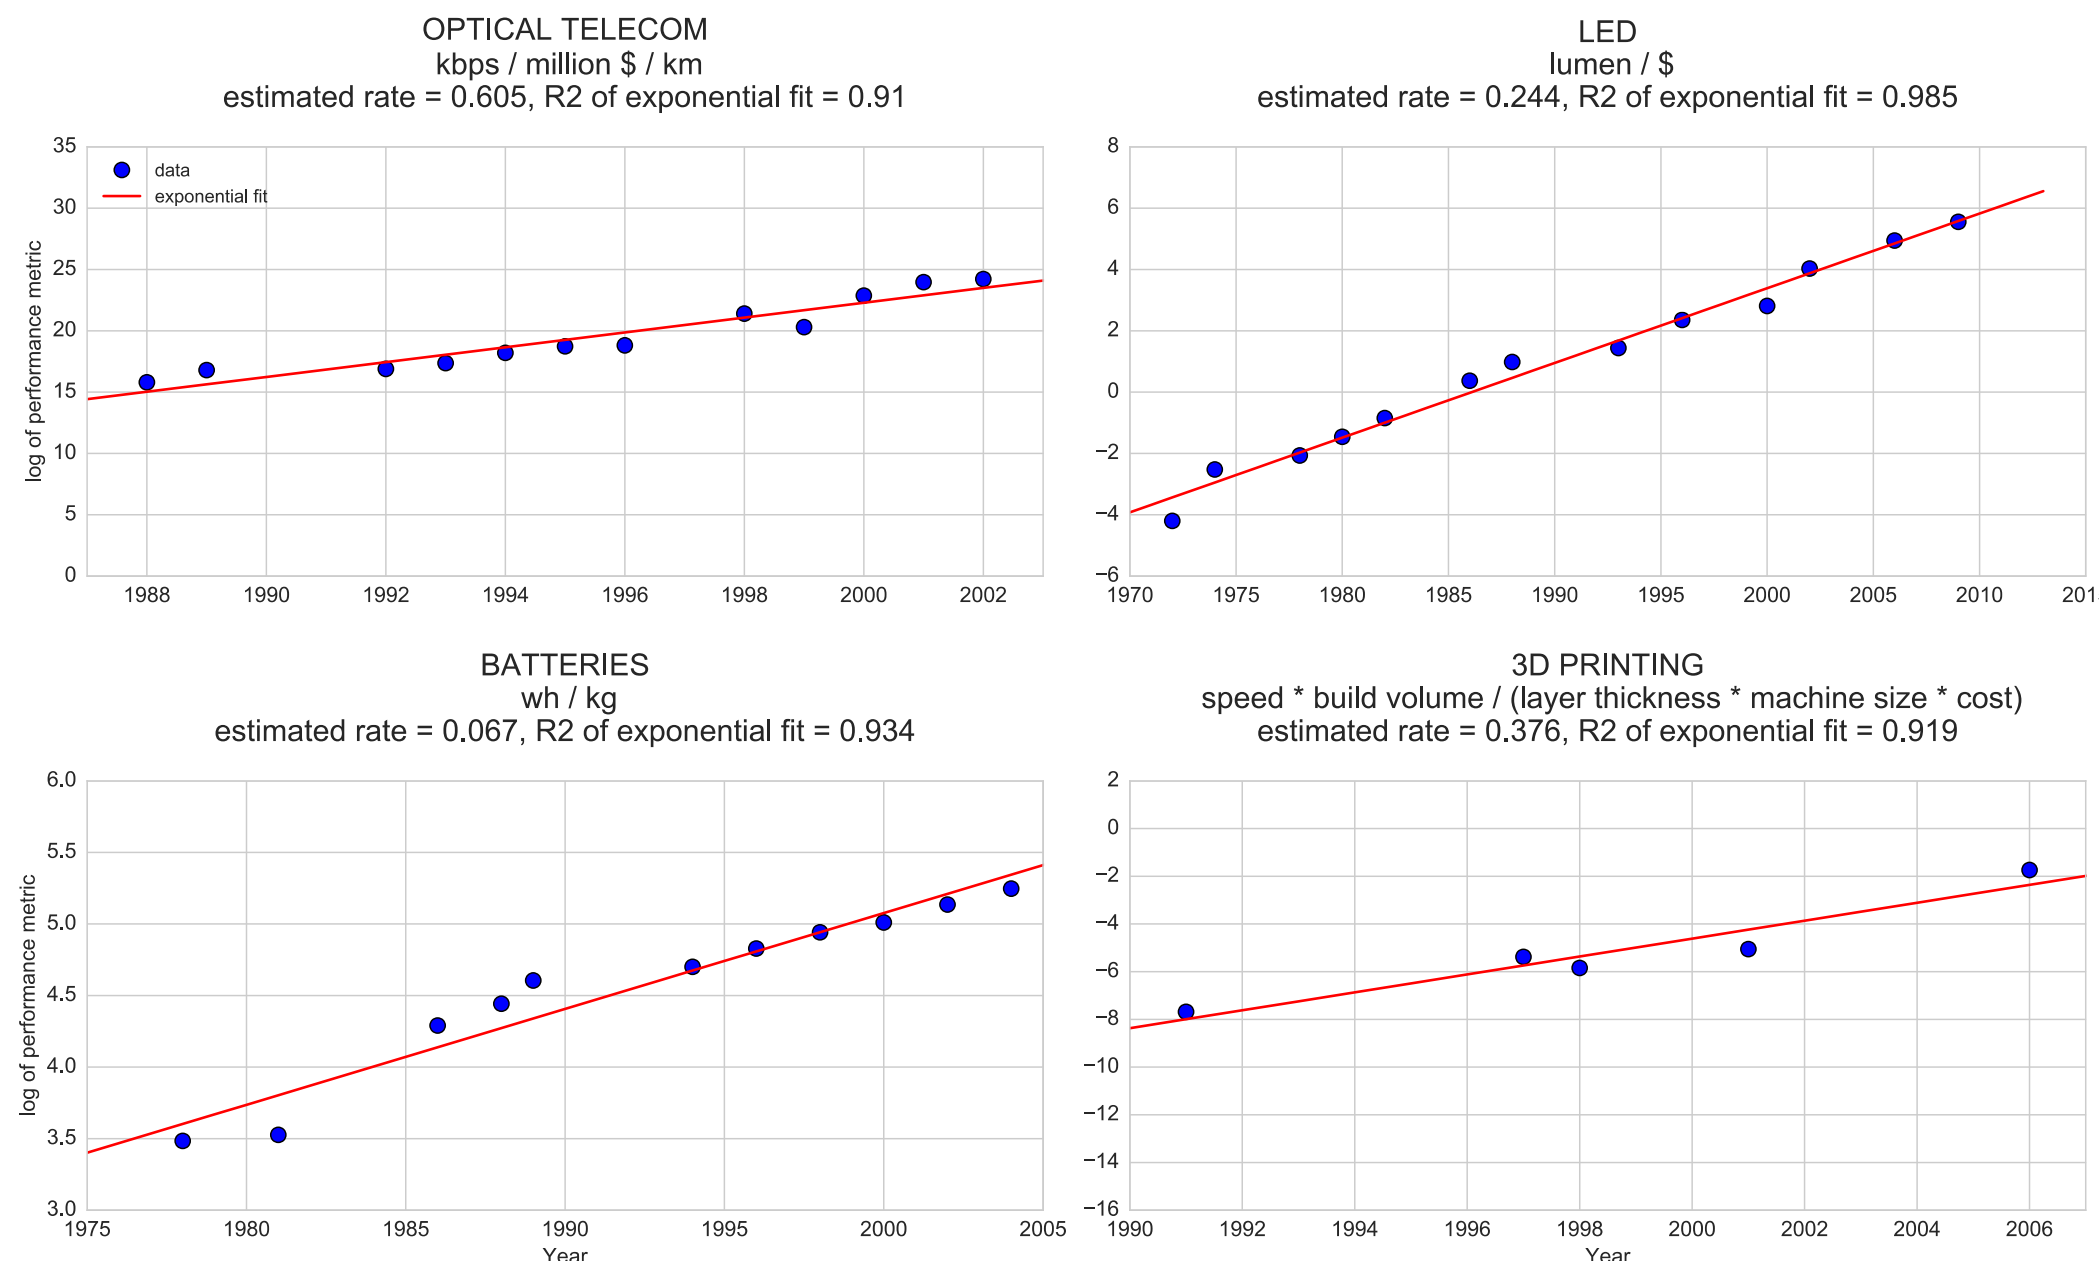 OPTICAL TELECOM
kbps / million $ / km
estimated rate = 0.605, R2 of exponential fit = 0.91
35
30
25
20
15
10
5
0
log of performance metric
data
exponential fit
1988 1990 1992 1994 1996 1998 2000 2002
LED
lumen / $
estimated rate = 0.244, R2 of exponential fit = 0.985
8
6
4
2
0
−2
−4
−6
1970 1975 1980 1985 1990 1995 2000 2005 2010
BATTERIES
wh / kg
estimated rate = 0.067, R2 of exponential fit = 0.934
6.0
5.5
5.0
4.5
4.0
3.5
3.0
log of performance metric
1975 1980 1985 1990 1995 2000 2005
Year
3D PRINTING
speed * build volume / (layer thickness * machine size * cost)
estimated rate = 0.376, R2 of exponential fit = 0.919
2
0
−2
−4
−6
−8
−10
−12
−14
−16
1990 1992 1994 1996 1998 2000 2002 2004 2006
Year